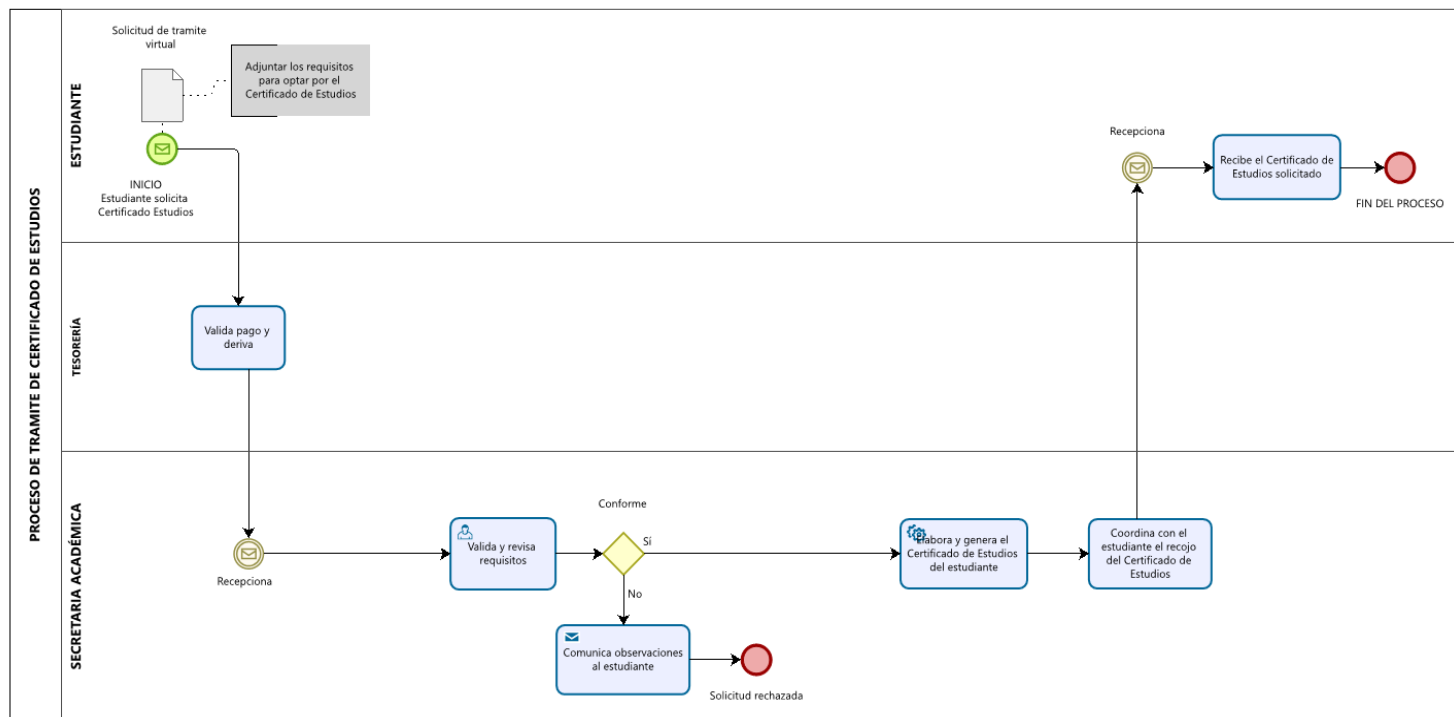 PROCESO DE TRAMITE DE CERTIFICADO DE ESTUDIOS
ESTUDIANTE
Solicitud de tramite
virtual
Adjuntar los requisitos
para optar por el
Certificado de Estudios
INICIO
Estudiante solicita
Certificado Estudios
Recepciona
Recibe el Certificado de
Estudios solicitado
FIN DEL PROCESO
TESORERÍA
Valida pago y
deriva
SECRETARIA ACADÉMICA
Recepciona
Valida y revisa
requisitos
Conforme
Sí
No
Comunica observaciones
al estudiante
Solicitud rechazada
Elabora y genera el
Certificado de Estudios
del estudiante
Coordina con el
estudiante el recojo
del Certificado de
Estudios